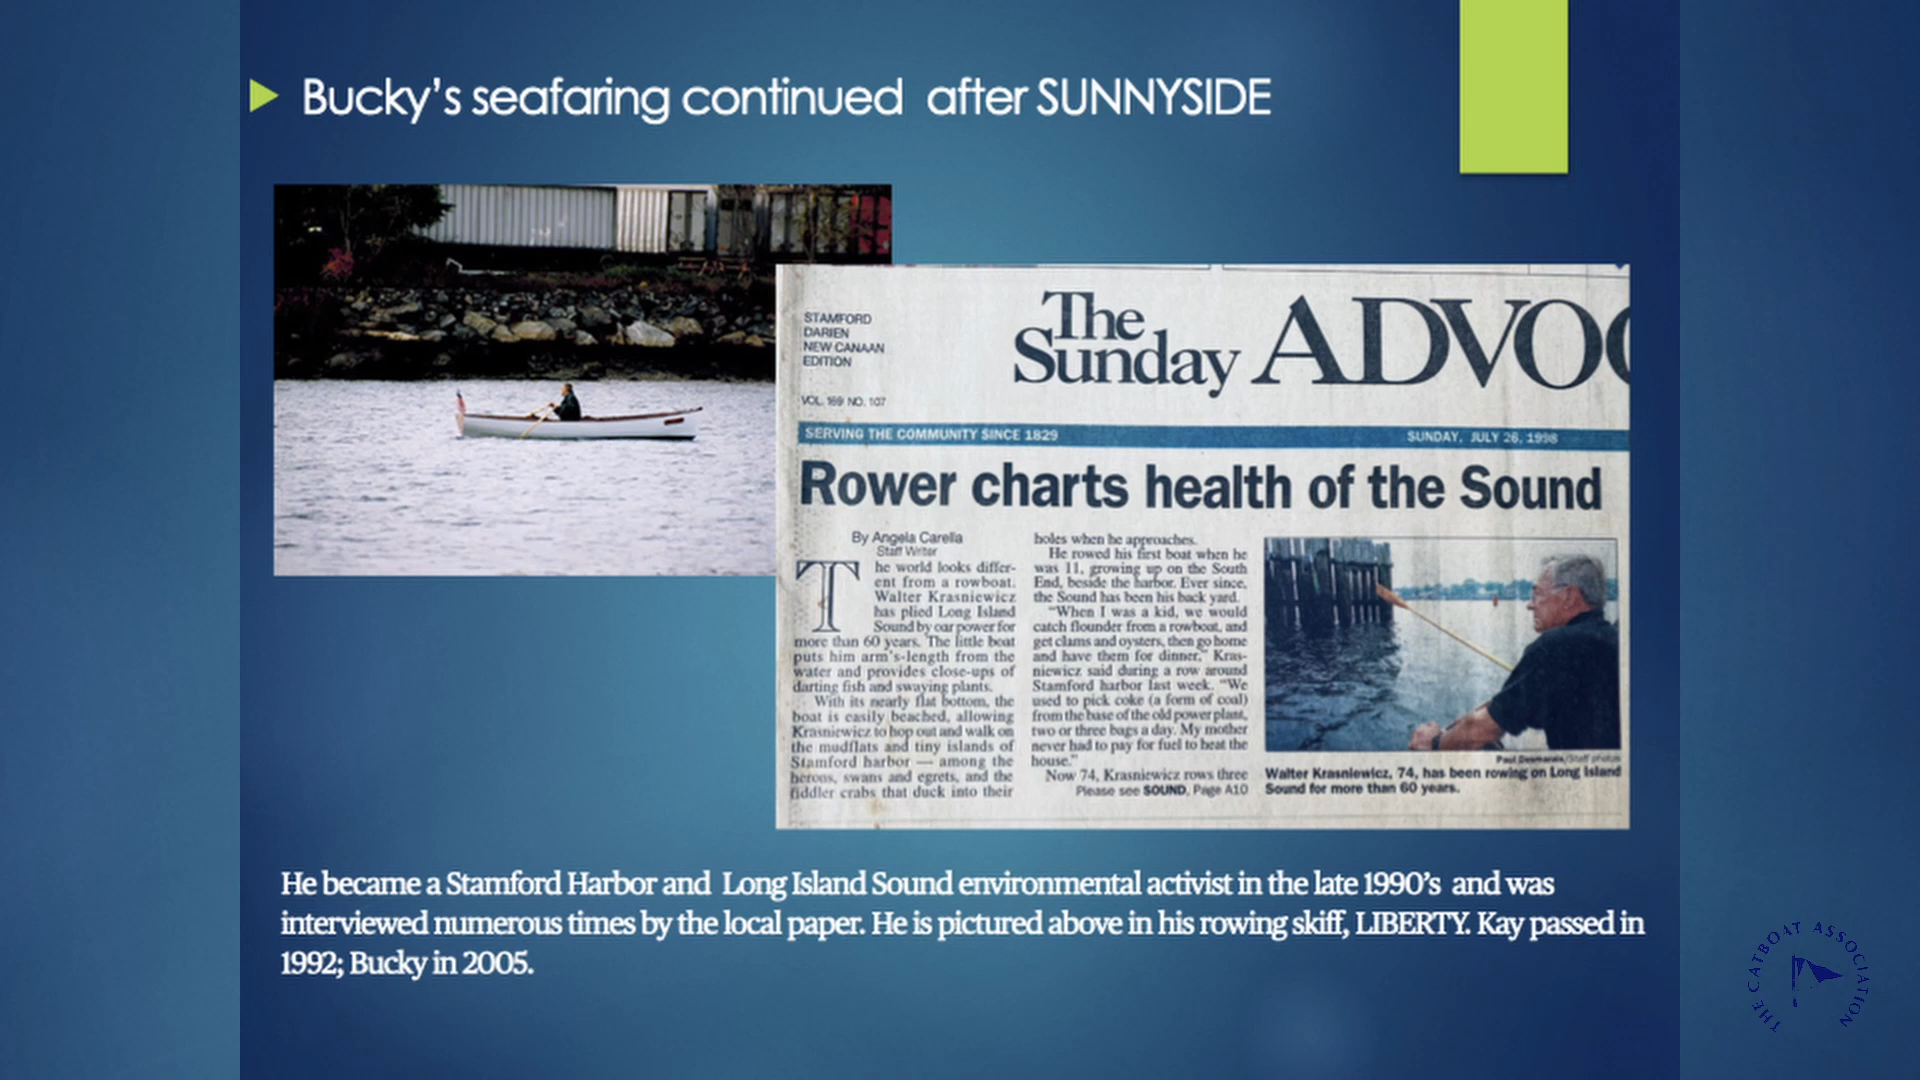 Bucky's seafaring continued after SUNNYSIDE
STAMFORD
DARIEN
NEW CANAAN
EDITION
VOL. 169 NO. 107
The
Sunday ADVOC
SERVING THE COMMUNITY SINCE 1829
SUNDAY, JULY 26, 1998
Rower charts health of the Sound
By Angela Carella
Staff Writer
The world looks differ-
ent from a rowboat.
Walter Krasniewicz
has plied Long Island
Sound by oar power for
more than 60 years. The little boat
puts him arm's-length from the
water and provides close-ups of
darting fish and swaying plants.
With its nearly flat bottom, the
boat is easily beached, allowing
Krasniewicz to hop out and walk on
the mudflats and tiny islands of
Stamford harbor — among the
herons, swans and egrets, and the
fiddler crabs that duck into their
holes when he approaches.
He rowed his first boat when he
was 11, growing up on the South
End, beside the harbor. Ever since,
the Sound has been his back yard.
"When I was a kid, we would
catch flounder from a rowboat, and
get clams and oysters, then go home
and have them for dinner," Kras-
niewicz said during a row around
Stamford harbor last week. "We
used to pick coke (a form of coal)
from the base of the old power plant,
two or three bags a day. My mother
never had to pay for fuel to heat the
house."
Now 74, Krasniewicz rows three
Please see SOUND, Page A10
Paul Desmarais/Staff photos
Walter Krasniewicz, 74, has been rowing on Long Island
Sound for more than 60 years.
He became a Stamford Harbor and Long Island Sound environmental activist in the late 1990's and was
interviewed numerous times by the local paper. He is pictured above in his rowing skiff, LIBERTY. Kay passed in
1992; Bucky in 2005.
THE CATBOAT ASSOCIATION